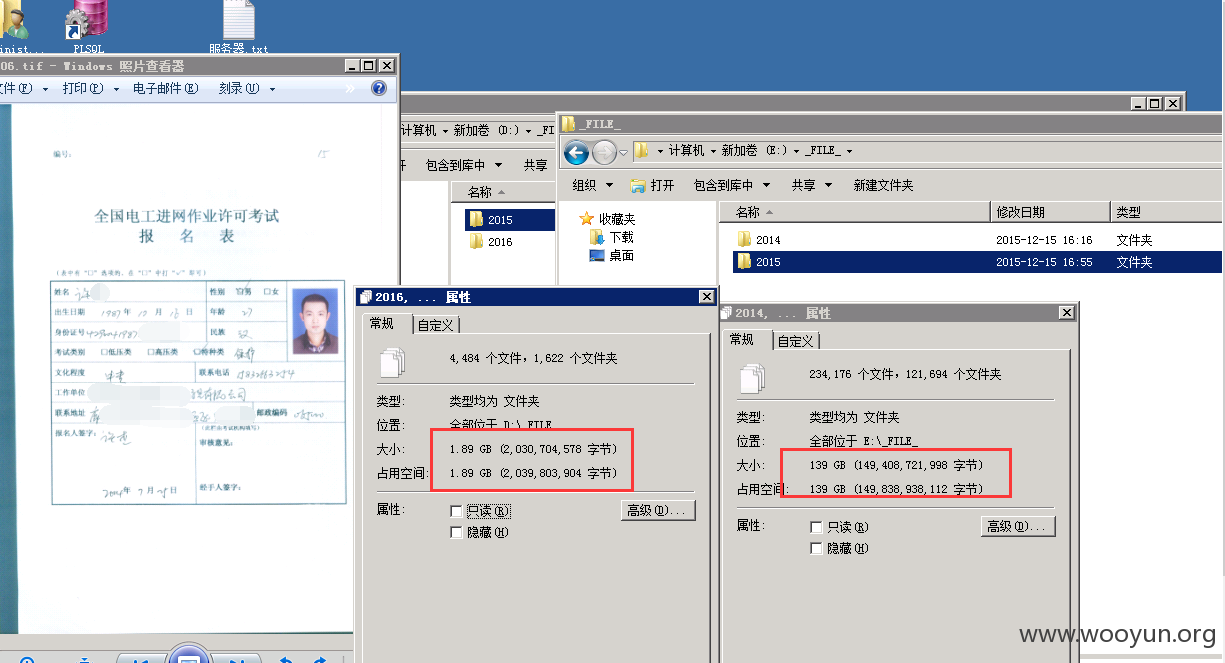 inist...
PLSQL
服务器.txt
06.tif - Windows 照片查看器
文件(F)
打印(P)
电子邮件(E)
刻录(U)
编号:
15
全国电工进网作业许可考试
报 名 表
(表中有"□"选项的，在"□"中打"√"即可)
姓名
性别
男
□女
出生日期
1987年 10月 16日
年龄
27
身份证号
民族
汉
考试类别
□低压类
□高压类
特种类
文化程度
联系电话
工作单位
联系地址
邮政编码
报名人签字:
审核意见:
年 7月
日
经手人签字:
计算机
新加卷 (D:)
_FI
包含到库中
共享
名称
2015
2016
_FILE_
计算机
新加卷 (E:)
_FILE_
组织
打开
包含到库中
共享
新建文件夹
收藏夹
下载
桌面
名称
修改日期
类型
2014
2015-12-15 16:16
文件夹
2015
2015-12-15 16:55
文件夹
2016, ... 属性
常规
自定义
4,484 个文件，1,622 个文件夹
类型:
类型均为 文件夹
位置:
全部位于 D:\_FILE_
大小:
1.89 GB (2,030,704,578 字节)
占用空间:
1.89 GB (2,039,803,904 字节)
属性:
只读(R)
高级(D)...
隐藏(H)
2014, ... 属性
常规
自定义
234,176 个文件，121,694 个文件夹
类型:
类型均为 文件夹
位置:
全部位于 E:\_FILE_
大小:
139 GB (149,408,721,998 字节)
占用空间:
139 GB (149,838,938,112 字节)
属性:
只读(R)
高级(D)...
隐藏(H)
www.wooyun.org